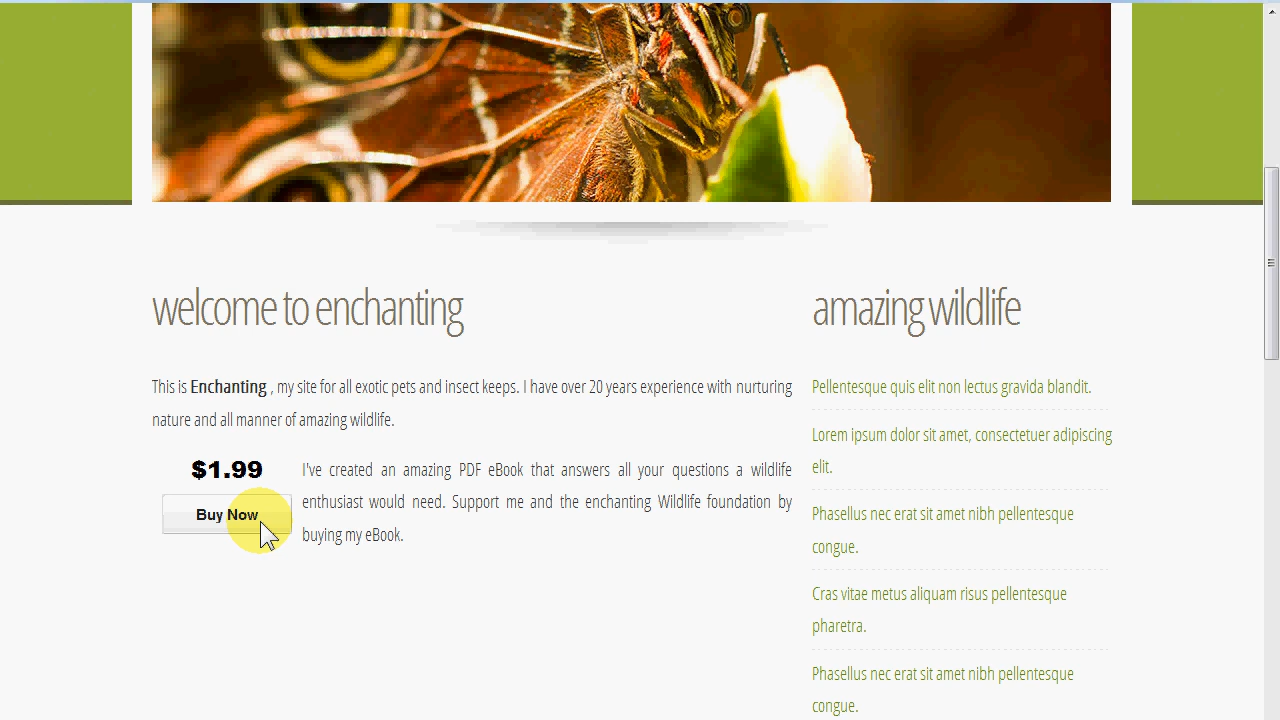 welcome to enchanting
This is Enchanting , my site for all exotic pets and insect keeps. I have over 20 years experience with nurturing
nature and all manner of amazing wildlife.
$1.99
Buy Now
I've created an amazing PDF eBook that answers all your questions a wildlife
enthusiast would need. Support me and the enchanting Wildlife foundation by
buying my eBook.
amazing wildlife
Pellentesque quis elit non lectus gravida blandit.
Lorem ipsum dolor sit amet, consectetuer adipiscing
elit.
Phasellus nec erat sit amet nibh pellentesque
congue.
Cras vitae metus aliquam risus pellentesque
pharetra.
Phasellus nec erat sit amet nibh pellentesque
congue.